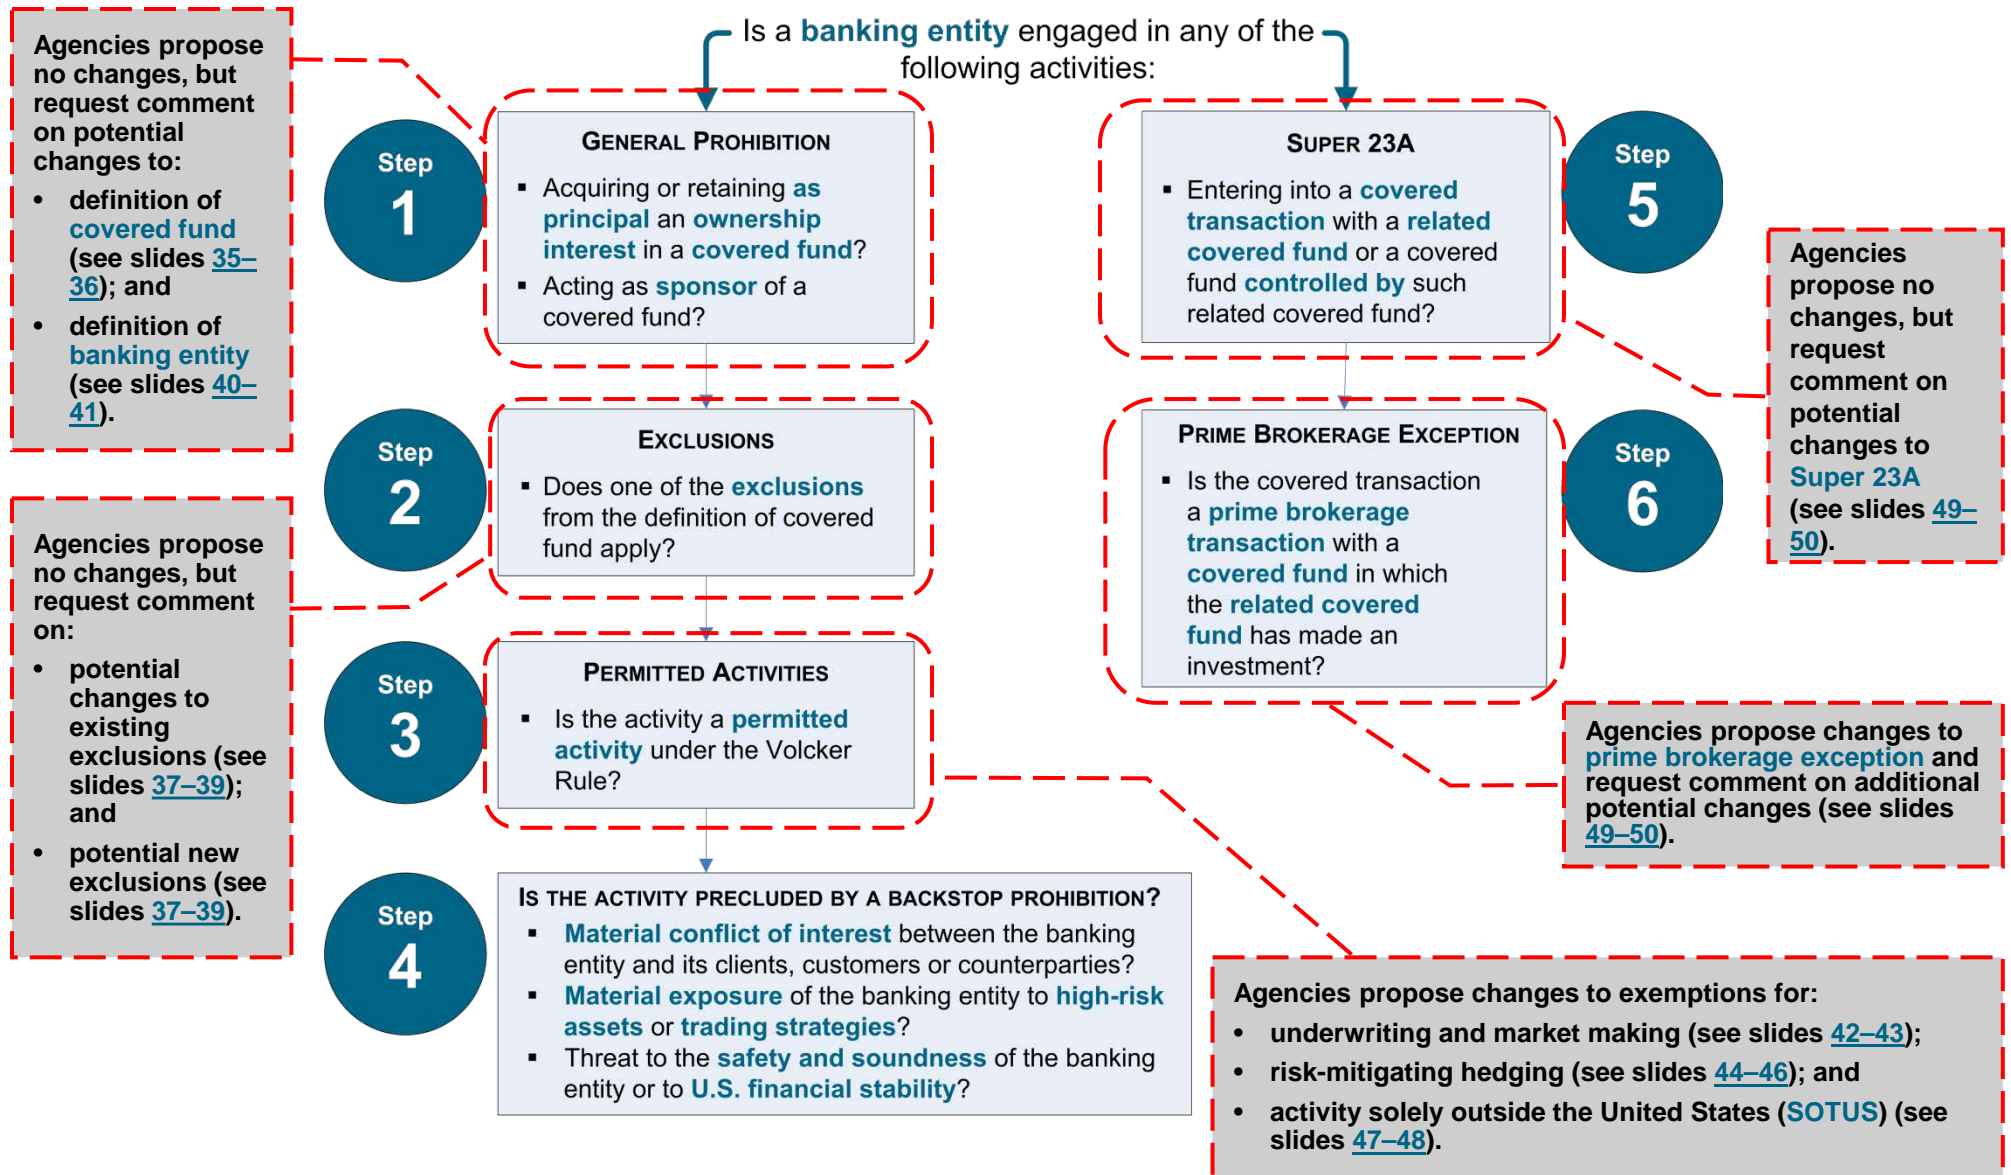 Is a banking entity engaged in any of the
following activities:
Agencies propose
no changes, but
request comment
on potential
changes to:
• definition of
covered fund
(see slides 35–
36); and
• definition of
banking entity
(see slides 40–
41).
Step
1
GENERAL PROHIBITION
▪ Acquiring or retaining as
principal an ownership
interest in a covered fund?
▪ Acting as sponsor of a
covered fund?
Step
2
EXCLUSIONS
▪ Does one of the exclusions
from the definition of covered
fund apply?
Agencies propose
no changes, but
request comment
on:
• potential
changes to
existing
exclusions (see
slides 37–39);
and
• potential new
exclusions (see
slides 37–39).
Step
3
PERMITTED ACTIVITIES
▪ Is the activity a permitted
activity under the Volcker
Rule?
Step
4
IS THE ACTIVITY PRECLUDED BY A BACKSTOP PROHIBITION?
▪ Material conflict of interest between the banking
entity and its clients, customers or counterparties?
▪ Material exposure of the banking entity to high-risk
assets or trading strategies?
▪ Threat to the safety and soundness of the banking
entity or to U.S. financial stability?
SUPER 23A
▪ Entering into a covered
transaction with a related
covered fund or a covered
fund controlled by such
related covered fund?
Step
5
Agencies
propose no
changes, but
request
comment on
potential
changes to
Super 23A
(see slides 49–
50).
PRIME BROKERAGE EXCEPTION
▪ Is the covered transaction
a prime brokerage
transaction with a
covered fund in which
the related covered
fund has made an
investment?
Step
6
Agencies propose changes to
prime brokerage exception and
request comment on additional
potential changes (see slides
49–50).
Agencies propose changes to exemptions for:
• underwriting and market making (see slides 42–43);
• risk-mitigating hedging (see slides 44–46); and
• activity solely outside the United States (SOTUS) (see
slides 47–48).